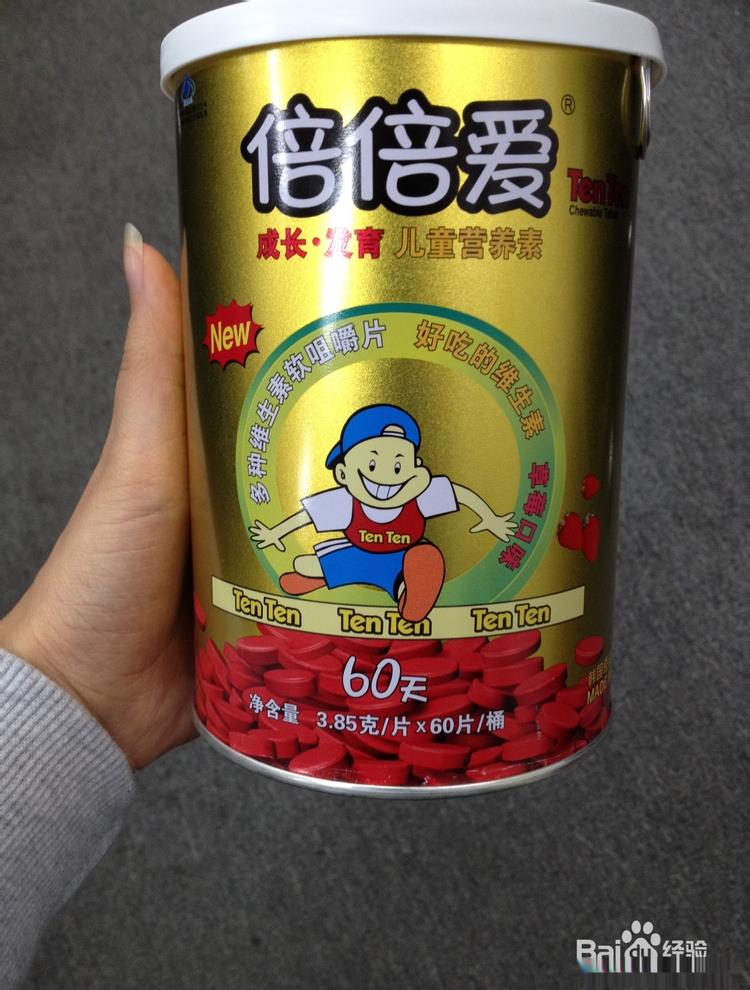 倍倍爱®
Ten Ten
Chewable
成长·发育 儿童营养素
New
多种维生素软咀嚼片
好吃的维生素
草莓口味
Ten Ten
Ten Ten
Ten Ten
Ten Ten
60天
净含量 3.85克/片×60片/桶
韩国
MADE
Bai 经验